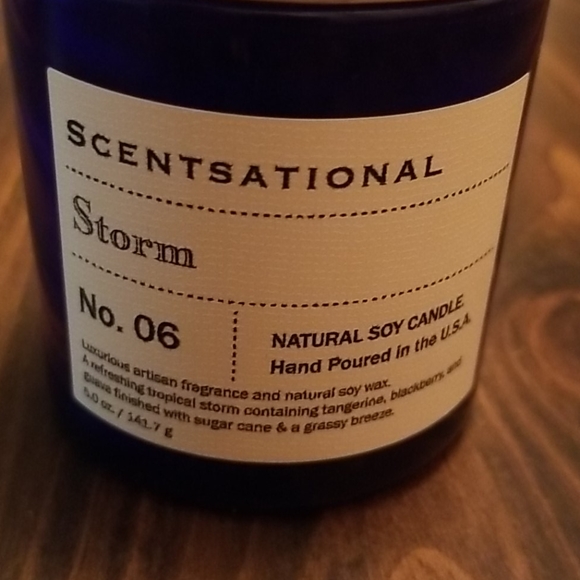 SCENTSATIONAL
Storm
No. 06
NATURAL SOY CANDLE
Hand Poured in the U.S.A.
Luxurious artisan fragrance and natural soy wax.
A refreshing tropical storm containing tangerine, blackberry, and
guava finished with sugar cane & a grassy breeze.
5.0 oz. / 141.7 g